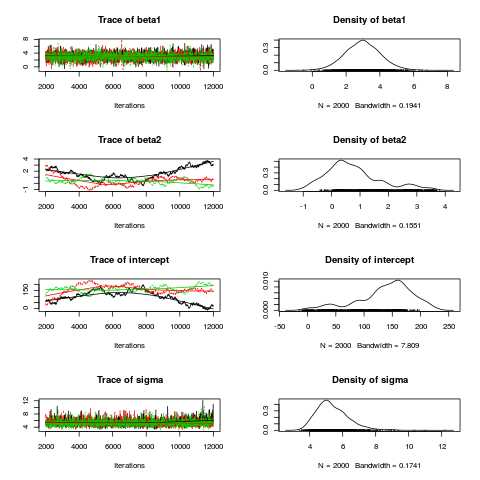 Trace of beta1
0 4 8
2000 4000 6000 8000 10000 12000
Iterations
Density of beta1
0.0 0.3
0 2 4 6 8
N = 2000 Bandwidth = 0.1941
Trace of beta2
-1 2 4
2000 4000 6000 8000 10000 12000
Iterations
Density of beta2
0.0 0.3
-1 0 1 2 3 4
N = 2000 Bandwidth = 0.1551
Trace of intercept
0 150
2000 4000 6000 8000 10000 12000
Iterations
Density of intercept
0.000 0.010
-50 0 50 100 150 200 250
N = 2000 Bandwidth = 7.809
Trace of sigma
4 8 12
2000 4000 6000 8000 10000 12000
Iterations
Density of sigma
0.0 0.3
4 6 8 10 12
N = 2000 Bandwidth = 0.1741